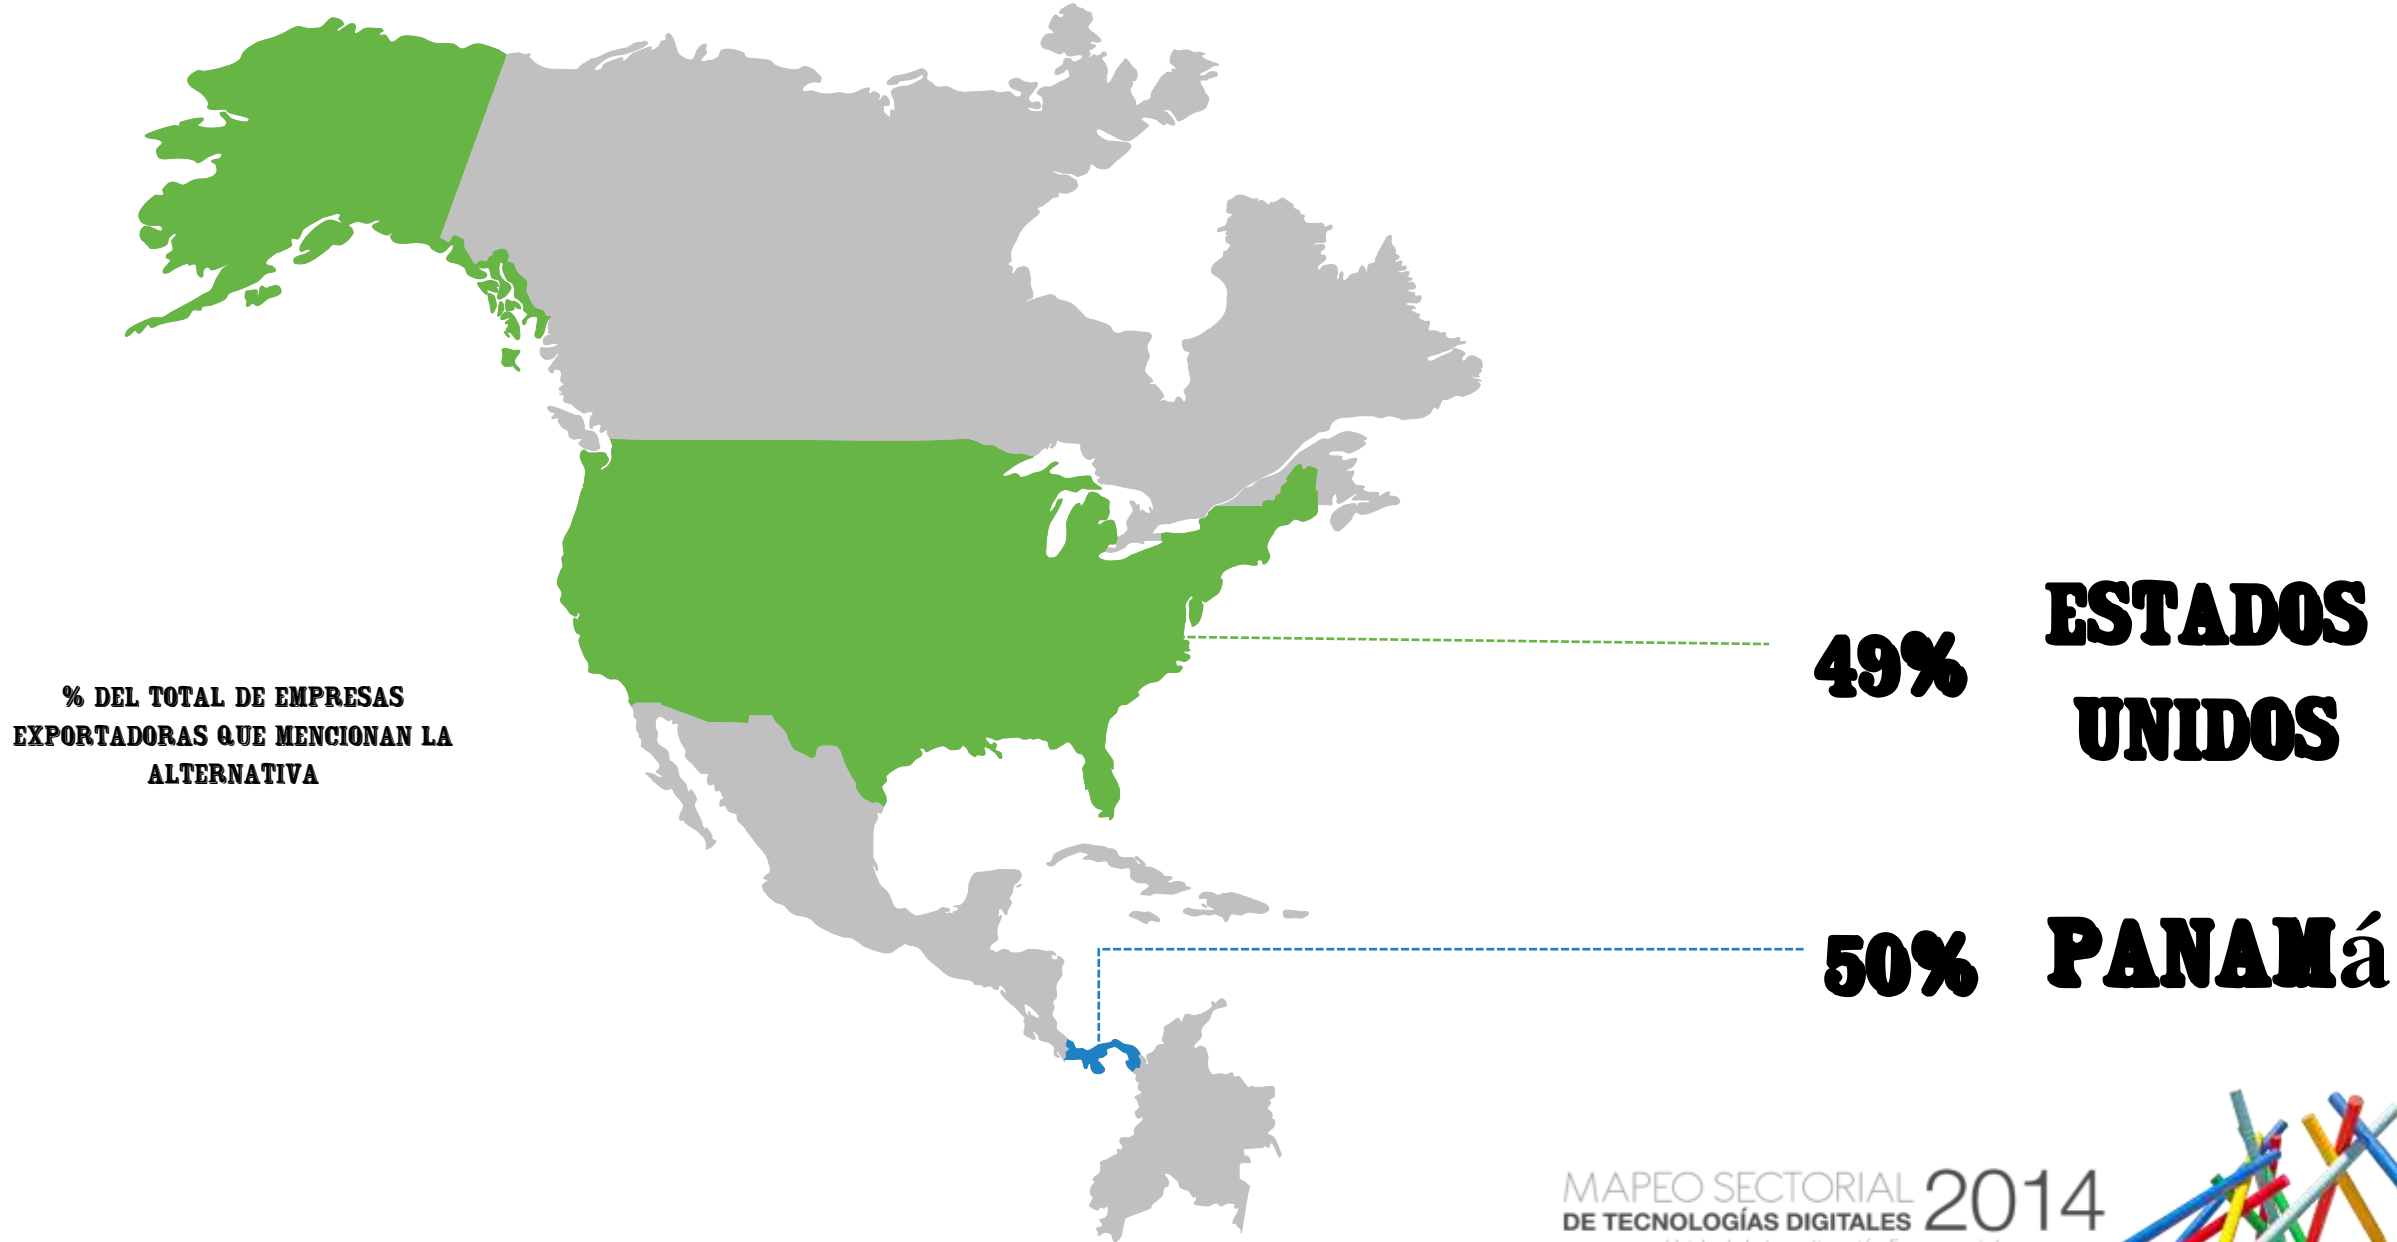 % DEL TOTAL DE EMPRESAS
EXPORTADORAS QUE MENCIONAN LA
ALTERNATIVA
49%
ESTADOS
UNIDOS
50%
PANAMá
MAPEO SECTORIAL
DE TECNOLOGÍAS DIGITALES
2014